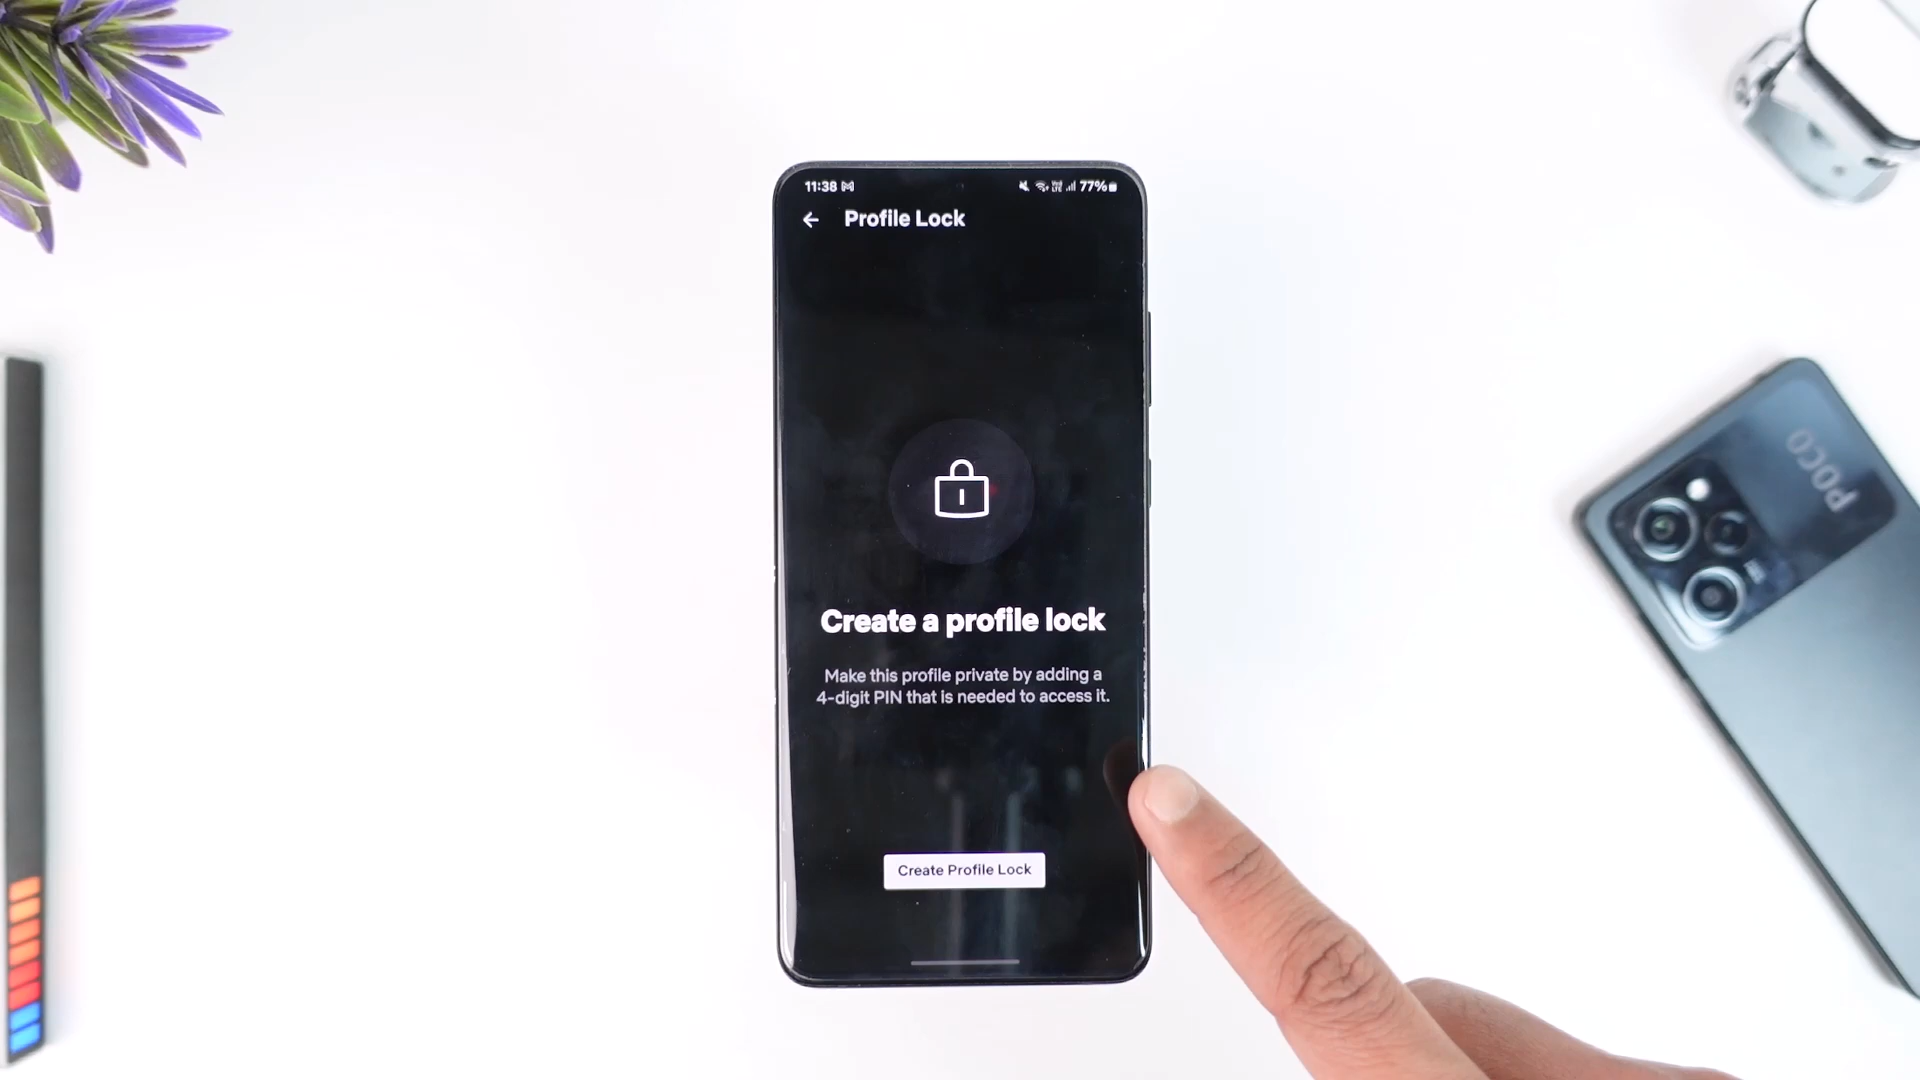 11:38
77%
Profile Lock
Create a profile lock
Make this profile private by adding a
4-digit PIN that is needed to access it.
Create Profile Lock
POCO